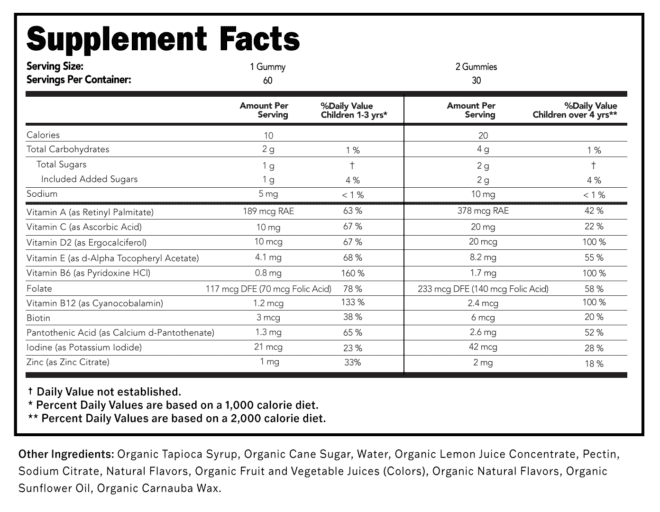 Supplement Facts
Serving Size: 1 Gummy 2 Gummies
Servings Per Container: 60 30
Amount Per Serving %Daily Value Children 1-3 yrs* Amount Per Serving %Daily Value Children over 4 yrs**
Calories 10 20
Total Carbohydrates 2 g 1 % 4 g 1 %
Total Sugars 1 g † 2 g †
Included Added Sugars 1 g 4 % 2 g 4 %
Sodium 5 mg < 1 % 10 mg < 1 %
Vitamin A (as Retinyl Palmitate) 189 mcg RAE 63 % 378 mcg RAE 42 %
Vitamin C (as Ascorbic Acid) 10 mg 67 % 20 mg 22 %
Vitamin D2 (as Ergocalciferol) 10 mcg 67 % 20 mcg 100 %
Vitamin E (as d-Alpha Tocopheryl Acetate) 4.1 mg 68 % 8.2 mg 55 %
Vitamin B6 (as Pyridoxine HCl) 0.8 mg 160 % 1.7 mg 100 %
Folate 117 mcg DFE (70 mcg Folic Acid) 78 % 233 mcg DFE (140 mcg Folic Acid) 58 %
Vitamin B12 (as Cyanocobalamin) 1.2 mcg 133 % 2.4 mcg 100 %
Biotin 3 mcg 38 % 6 mcg 20 %
Pantothenic Acid (as Calcium d-Pantothenate) 1.3 mg 65 % 2.6 mg 52 %
Iodine (as Potassium Iodide) 21 mcg 23 % 42 mcg 28 %
Zinc (as Zinc Citrate) 1 mg 33% 2 mg 18 %
† Daily Value not established.
* Percent Daily Values are based on a 1,000 calorie diet.
** Percent Daily Values are based on a 2,000 calorie diet.
Other Ingredients: Organic Tapioca Syrup, Organic Cane Sugar, Water, Organic Lemon Juice Concentrate, Pectin,
Sodium Citrate, Natural Flavors, Organic Fruit and Vegetable Juices (Colors), Organic Natural Flavors, Organic
Sunflower Oil, Organic Carnauba Wax.